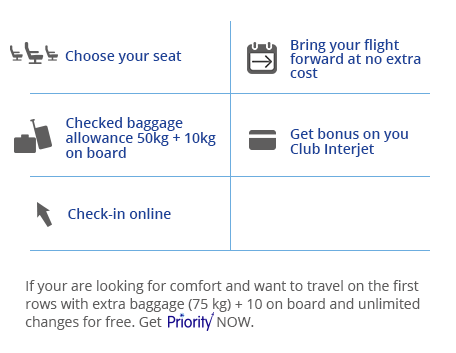 Choose your seat
Bring your flight
forward at no extra
cost
Checked baggage
allowance 50kg + 10kg
on board
Get bonus on you
Club Interjet
Check-in online
If your are looking for comfort and want to travel on the first
rows with extra baggage (75 kg) + 10 on board and unlimited
changes for free. Get Priority NOW.